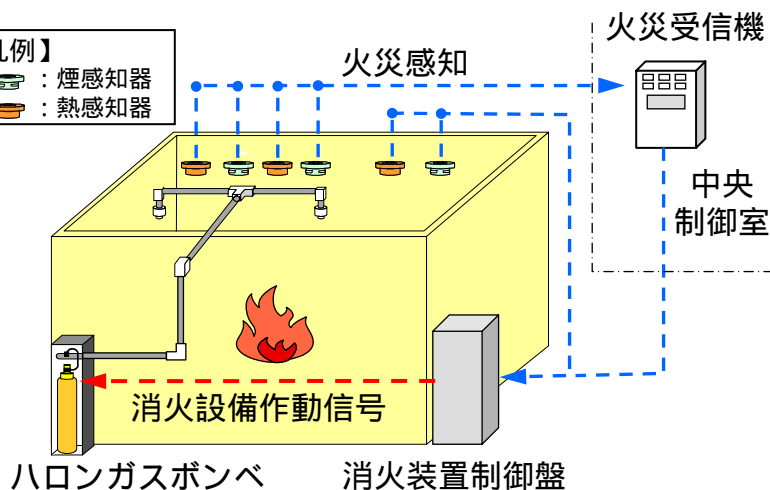 例】
：煙感知器
：熱感知器
火災感知
火災受信機
中央
制御室
消火設備作動信号
ハロンガスボンベ
消火装置制御盤